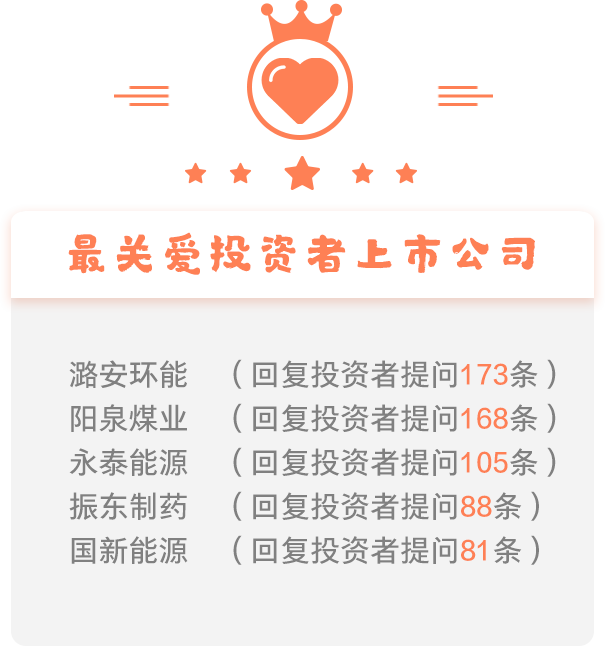 最关爱投资者上市公司
潞安环能 （回复投资者提问173条）
阳泉煤业 （回复投资者提问168条）
永泰能源 （回复投资者提问105条）
振东制药 （回复投资者提问88条）
国新能源 （回复投资者提问81条）